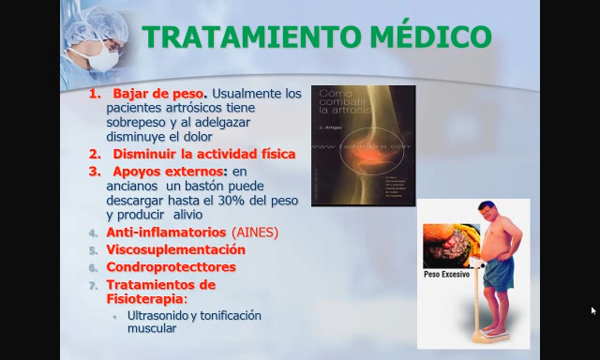 TRATAMIENTO MÉDICO
1. Bajar de peso. Usualmente los
pacientes artrósicos tiene
sobrepeso y al adelgazar
disminuye el dolor
2. Disminuir la actividad física
3. Apoyos externos: en
ancianos un bastón puede
descargar hasta el 30% del peso
y producir alivio
4. Anti-inflamatorios (AINES)
5. Viscosuplementación
6. Condroprotecttores
7. Tratamientos de
Fisioterapia:
Ultrasonido y tonificación
muscular
Cómo
combatir
la artrosis
Peso Excesivo